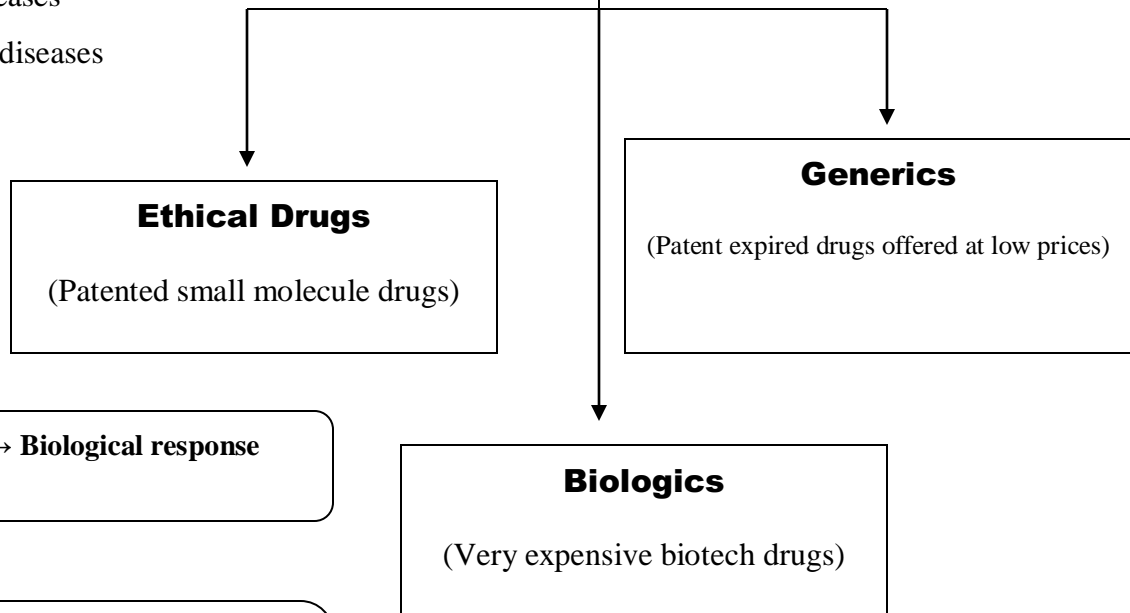 diseases
Generics
Ethical Drugs
(Patent expired drugs offered at low prices)
(Patented small molecule drugs)
→ Biological response
Biologics
(Very expensive biotech drugs)